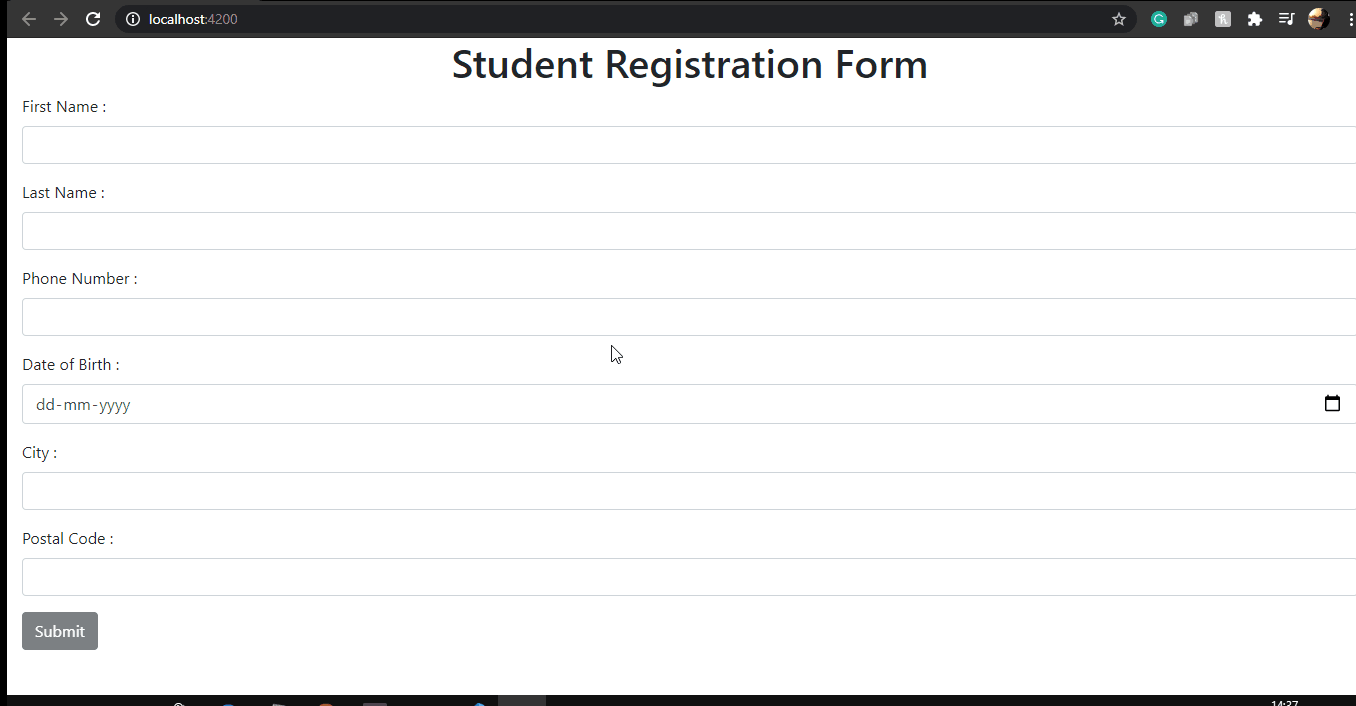 localhost:4200
Student Registration Form
First Name :
Last Name :
Phone Number :
Date of Birth :
dd-mm-yyyy
City :
Postal Code :
Submit
14:37